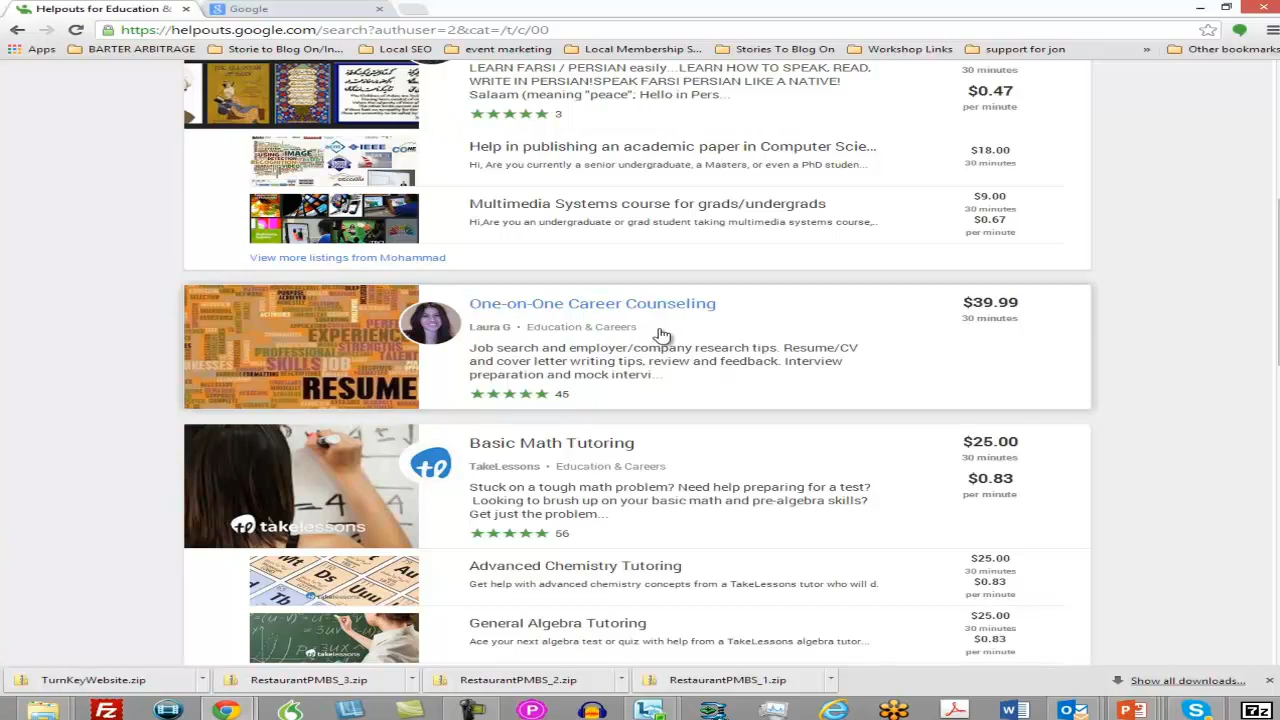 Helpouts for Education &
Google
https://helpouts.google.com/search?authuser=2&cat=/t/c/00
Apps
BARTER ARBITRAGE
Storie to Blog On/In...
Local SEO
event marketing
Local Membership S...
Storie to Blog On
Workshop Links
support for jon
»
Other bookmarks
LEARN FARSI / PERSIAN! LEARN HOW TO SPEAK, READ,
WRITE IN PERSIAN! SPEAK FARSI/PERSIAN LIKE A NATIVE!
Salaam (meaning "peace"; Hello in Pers...
3
30 minutes
$0.47
per minute
Help in publishing an academic paper in Computer Scie...
Hi, Are you currently a senior undergraduate, a masters, or even a PhD studen...
$18.00
30 minutes
Multimedia Systems course for grads/undergrads
Hi,Are you an undergraduate or grad student taking multimedia systems course,..
$9.00
30 minutes
$0.67
per minute
View more listings from Mohammad
EXPERIENCE
PROFESSIONAL
STRENGTHS
SKILLS JOB
TALENT
RESUME
One-on-One Career Counseling
Laura G • Education & Careers
Job search and employer/company research tips. Resume/CV
and cover letter writing tips, review and feedback. Interview
preparation and mock interviews.
45
$39.99
30 minutes
takelessons
tl
Basic Math Tutoring
TakeLessons • Education & Careers
Stuck on a tough math problem? Need help preparing for a test?
Looking to brush up on your basic math and pre-algebra skills?
Get just the problem...
56
$25.00
30 minutes
$0.83
per minute
Advanced Chemistry Tutoring
Get help with advanced chemistry concepts from a TakeLessons tutor who will d.
$25.00
30 minutes
$0.83
per minute
General Algebra Tutoring
Ace your next algebra test or quiz with help from a TakeLessons algebra tutor...
$25.00
30 minutes
$0.83
per minute
TurnKeyWebsite.zip
RestaurantPMBS_3.zip
RestaurantPMBS_2.zip
RestaurantPMBS_1.zip
Show all downloads...